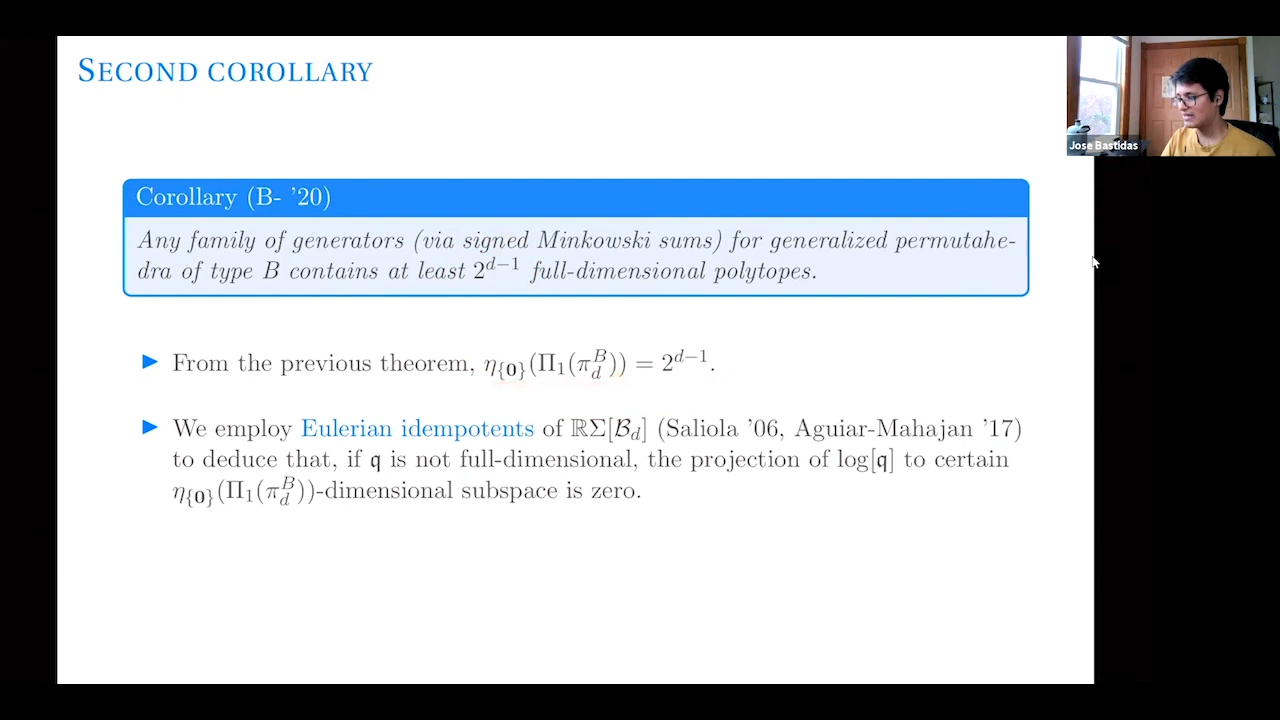 SECOND COROLLARY
Jose Bastidas
Corollary (B- ’20)
Any family of generators (via signed Minkowski sums) for generalized permutahe-
dra of type B contains at least 2^{d−1} full-dimensional polytopes.
▶ From the previous theorem, η_{{0}}(Π_1(π_d^B)) = 2^{d−1}.
▶ We employ Eulerian idempotents of ℝΣ[ℬ_d] (Saliola ’06, Aguiar-Mahajan ’17)
to deduce that, if 𝔮 is not full-dimensional, the projection of log[𝔮] to certain
η_{{0}}(Π_1(π_d^B))-dimensional subspace is zero.